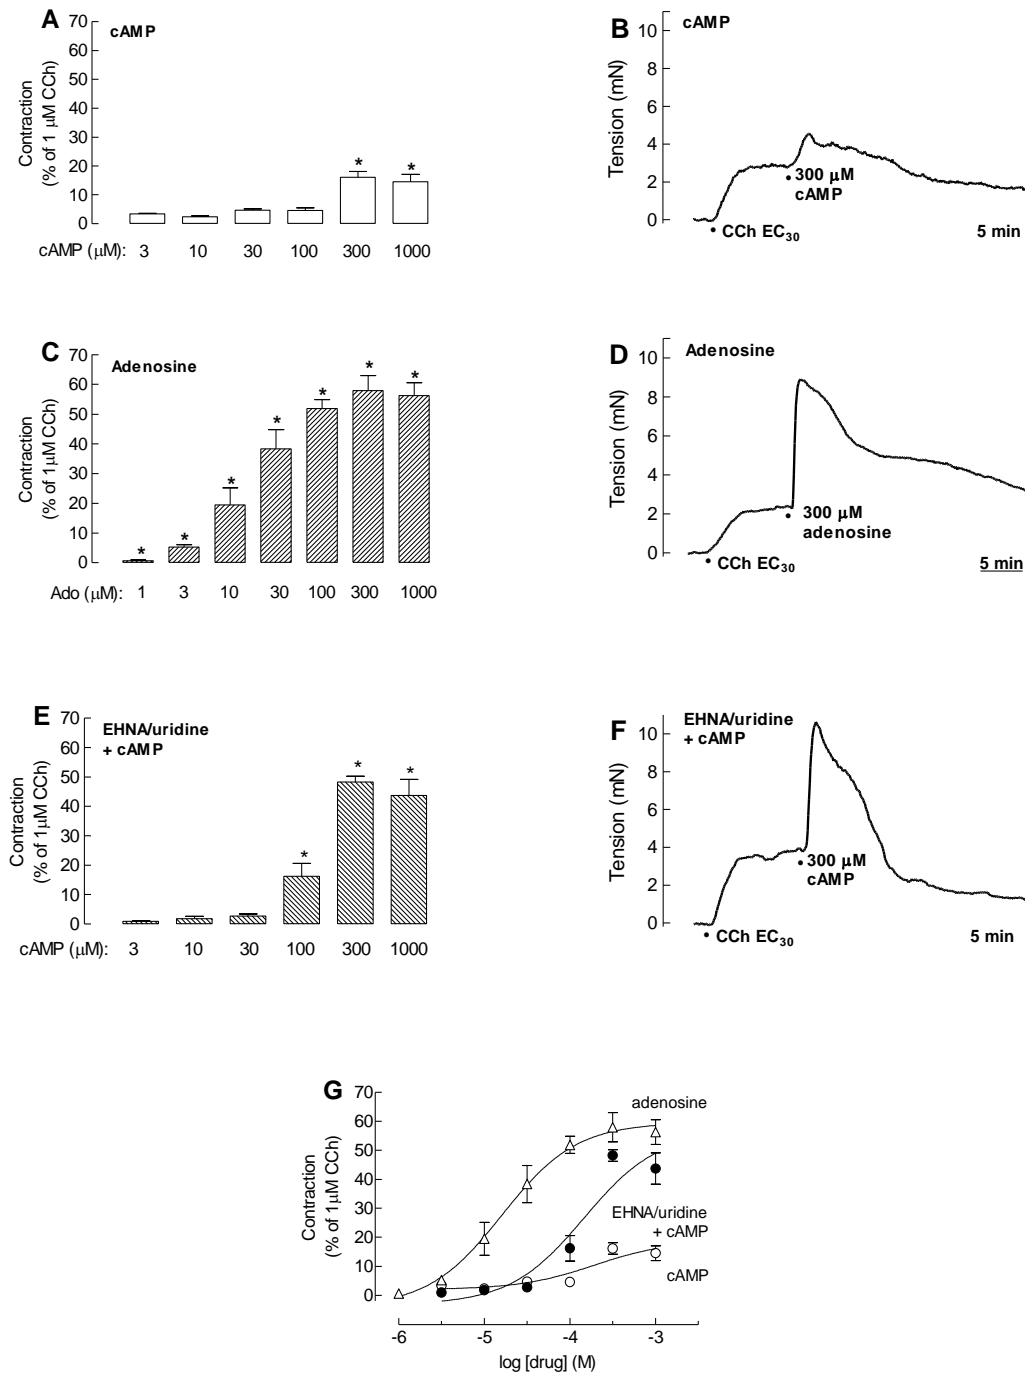 A
cAMP
70
60
50
40
30
20
10
0
Contraction
(% of 1 μM CCh)
* *
cAMP (μM): 3 10 30 100 300 1000
B
cAMP
10
8
6
4
2
0
Tension (mN)
300 μM
cAMP
CCh EC30
5 min
C
Adenosine
70
60
50
40
30
20
10
0
Contraction
(% of 1μM CCh)
* * * * * * *
Ado (μM): 1 3 10 30 100 300 1000
D
Adenosine
10
8
6
4
2
0
Tension (mN)
300 μM
adenosine
CCh EC30
5 min
E
EHNA/uridine
+ cAMP
70
60
50
40
30
20
10
0
Contraction
(% of 1μM CCh)
* * *
cAMP (μM): 3 10 30 100 300 1000
F
EHNA/uridine
+ cAMP
10
8
6
4
2
0
Tension (mN)
300 μM
cAMP
CCh EC30
5 min
G
70
60
50
40
30
20
10
0
Contraction
(% of 1μM CCh)
adenosine
EHNA/uridine
+ cAMP
cAMP
-6 -5 -4 -3
log [drug] (M)